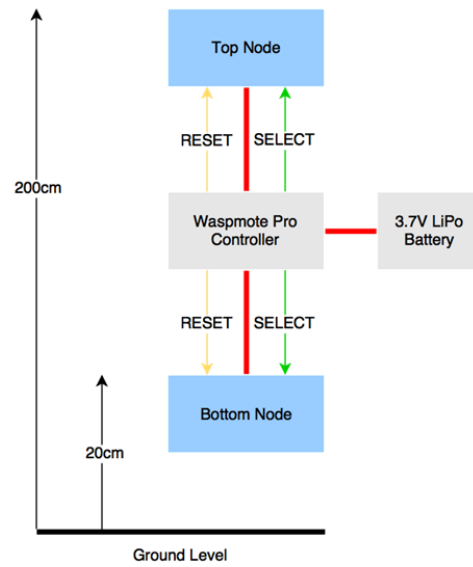 Top Node
RESET
SELECT
200cm
Waspmote Pro
Controller
3.7V LiPo
Battery
RESET
SELECT
Bottom Node
20cm
Ground Level